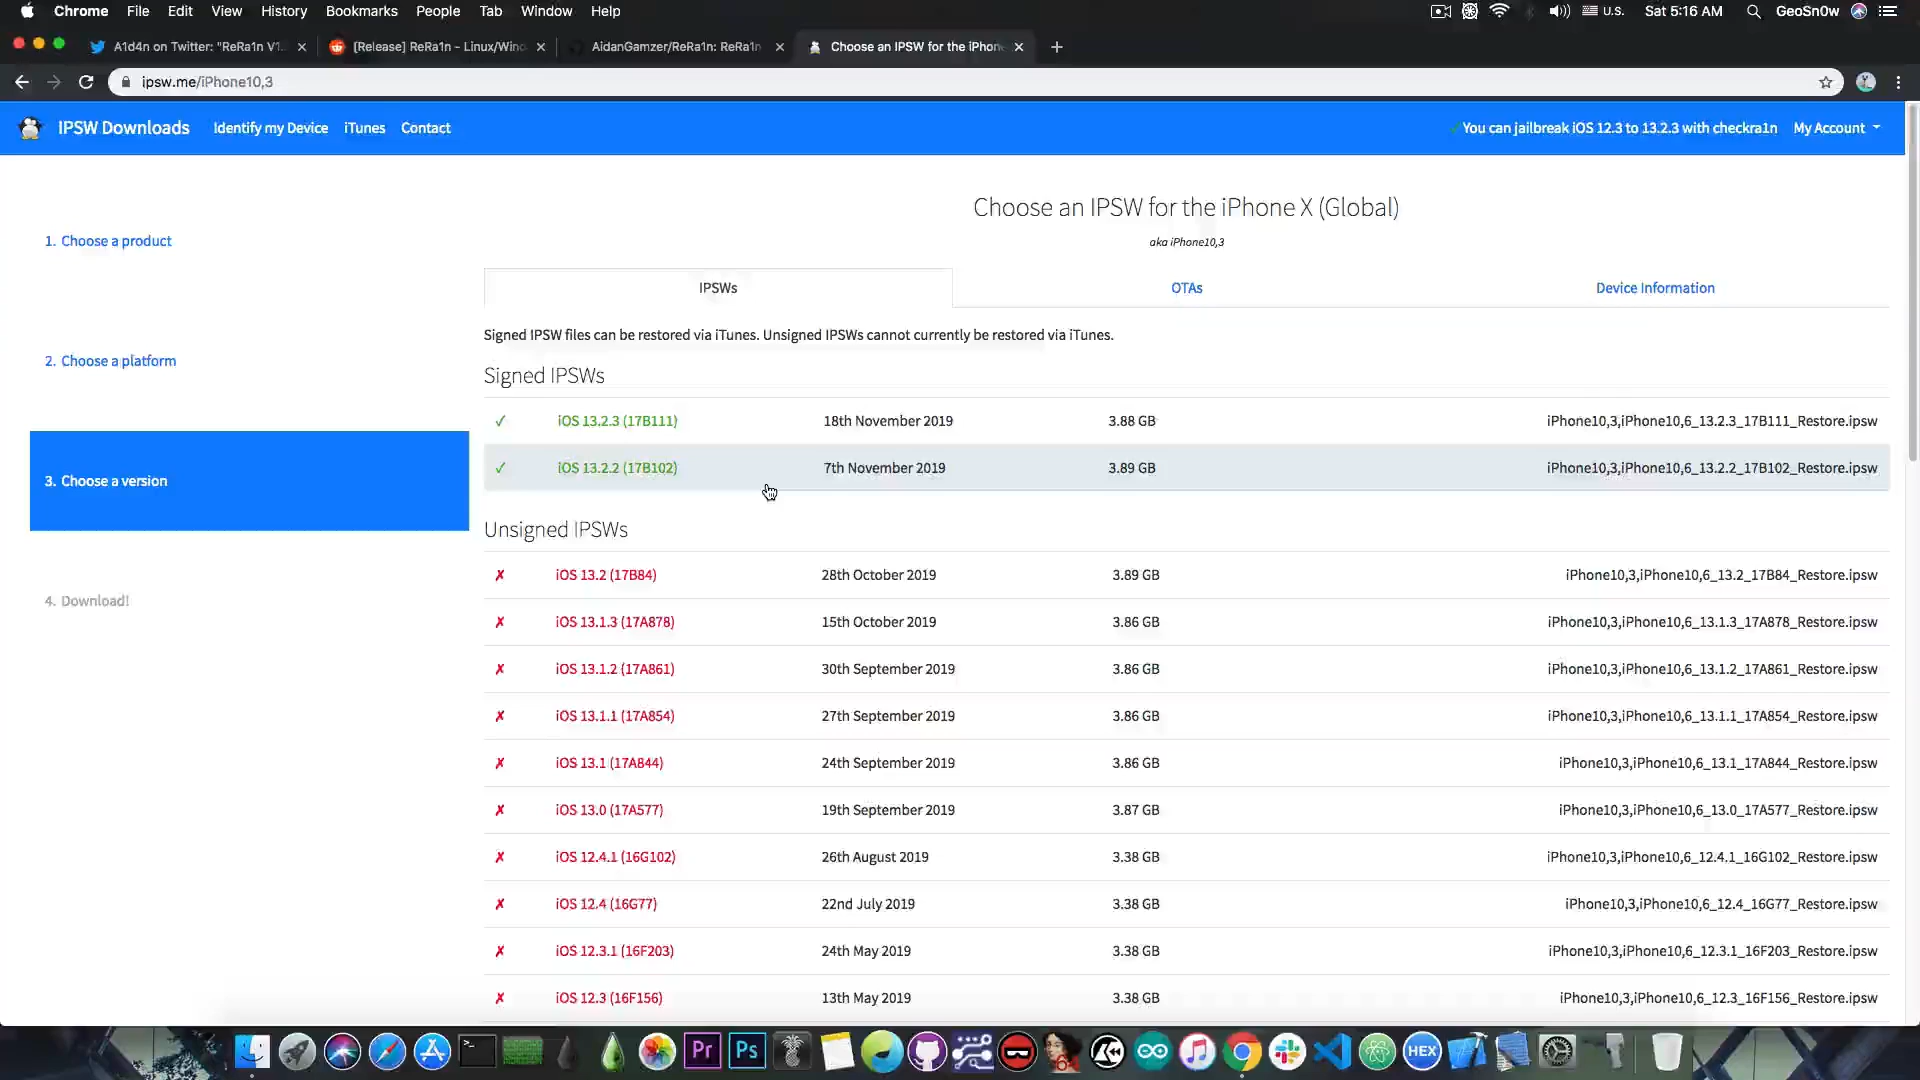 Chrome File Edit View History Bookmarks People Tab Window Help U.S. Sat 5:16 AM GeoSn0w
A1d4n on Twitter: "ReRa1n V1. [Release] ReRa1n - Linux/Wind AidanGamzer/ReRa1n: ReRa1n Choose an IPSW for the iPhon
ipsw.me/iPhone10,3
IPSW Downloads Identify my Device iTunes Contact You can jailbreak iOS 12.3 to 13.2.3 with checkra1n My Account
Choose an IPSW for the iPhone X (Global)
aka iPhone10,3
1. Choose a product
2. Choose a platform
3. Choose a version
4. Download!
IPSWs OTAs Device Information
Signed IPSW files can be restored via iTunes. Unsigned IPSWs cannot currently be restored via iTunes.
Signed IPSWs
✓ iOS 13.2.3 (17B111) 18th November 2019 3.88 GB iPhone10,3,iPhone10,6_13.2.3_17B111_Restore.ipsw
✓ iOS 13.2.2 (17B102) 7th November 2019 3.89 GB iPhone10,3,iPhone10,6_13.2.2_17B102_Restore.ipsw
Unsigned IPSWs
✗ iOS 13.2 (17B84) 28th October 2019 3.89 GB iPhone10,3,iPhone10,6_13.2_17B84_Restore.ipsw
✗ iOS 13.1.3 (17A878) 15th October 2019 3.86 GB iPhone10,3,iPhone10,6_13.1.3_17A878_Restore.ipsw
✗ iOS 13.1.2 (17A861) 30th September 2019 3.86 GB iPhone10,3,iPhone10,6_13.1.2_17A861_Restore.ipsw
✗ iOS 13.1.1 (17A854) 27th September 2019 3.86 GB iPhone10,3,iPhone10,6_13.1.1_17A854_Restore.ipsw
✗ iOS 13.1 (17A844) 24th September 2019 3.86 GB iPhone10,3,iPhone10,6_13.1_17A844_Restore.ipsw
✗ iOS 13.0 (17A577) 19th September 2019 3.87 GB iPhone10,3,iPhone10,6_13.0_17A577_Restore.ipsw
✗ iOS 12.4.1 (16G102) 26th August 2019 3.38 GB iPhone10,3,iPhone10,6_12.4.1_16G102_Restore.ipsw
✗ iOS 12.4 (16G77) 22nd July 2019 3.38 GB iPhone10,3,iPhone10,6_12.4_16G77_Restore.ipsw
✗ iOS 12.3.1 (16F203) 24th May 2019 3.38 GB iPhone10,3,iPhone10,6_12.3.1_16F203_Restore.ipsw
✗ iOS 12.3 (16F156) 13th May 2019 3.38 GB iPhone10,3,iPhone10,6_12.3_16F156_Restore.ipsw
Pr Ps HEX